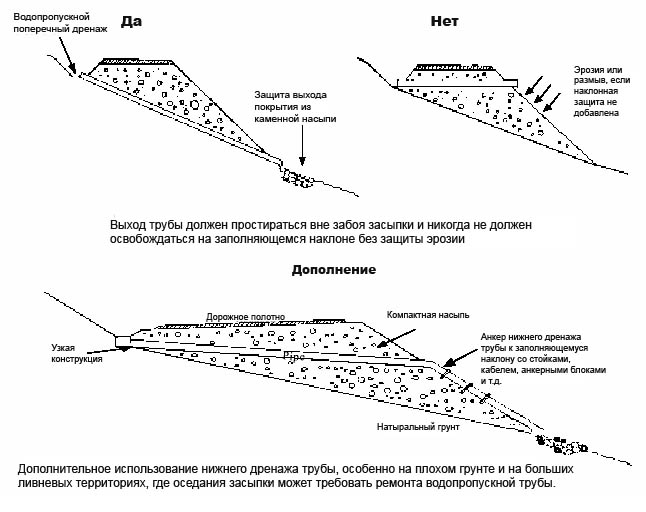 Водопропускной
поперечный дренаж
Да
Нет
Защита выхода
покрытия из
каменной насыпи
Эрозия или
размыв, если
наклонная
защита не
добавлена
Выход трубы должен простираться вне забоя засыпки и никогда не должен
освобождаться на заполняющемся наклоне без защиты эрозии
Дополнение
Дорожное полотно
Компактная насыпь
Узкая
конструкция
Pipe
Анкер нижнего дренажа
трубы к заполняющемуся
наклону со стойками,
кабелем, анкерными блоками
и т.д.
Натыральный грунт
Дополнительное использование нижнего дренажа трубы, особенно на плохом грунте и на больших
ливневых территориях, где оседания засыпки может требовать ремонта водопропускной трубы.